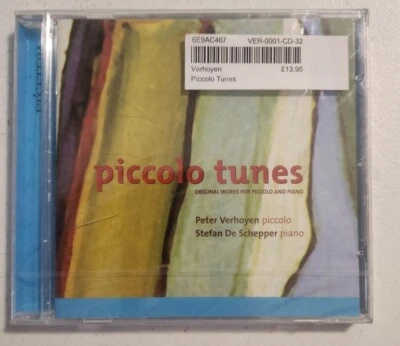 6E9AC467 VER-0001-CD-32
Verhoyen £13.95
Piccolo Tunes
piccolo tunes
ORIGINAL WORKS FOR PICCOLO AND PIANO
Peter Verhoyen piccolo
Stefan De Schepper piano